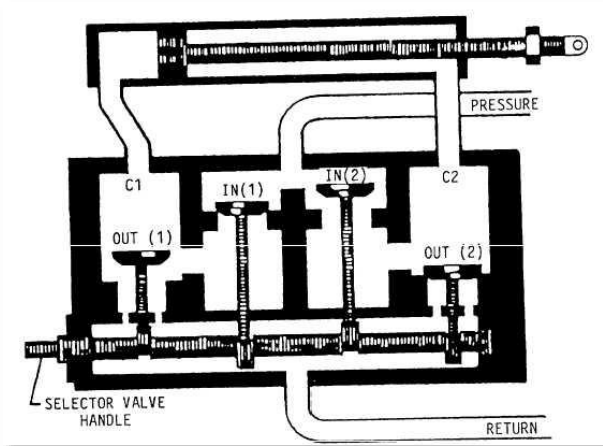 PRESSURE
C1
IN(1)
IN(2)
C2
OUT (1)
OUT (2)
SELECTOR VALVE
HANDLE
RETURN